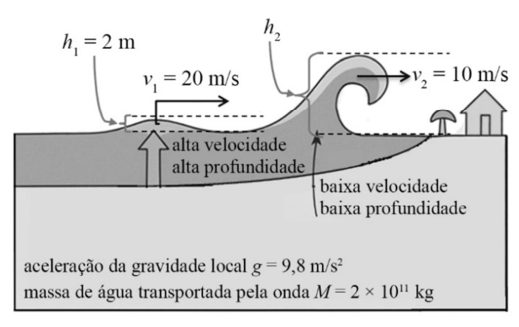 h₂
h₁ = 2 m
v₁ = 20 m/s
v₂ = 10 m/s
alta velocidade
alta profundidade
baixa velocidade
baixa profundidade
aceleração da gravidade local g = 9,8 m/s²
massa de água transportada pela onda M = 2 × 10¹¹ kg